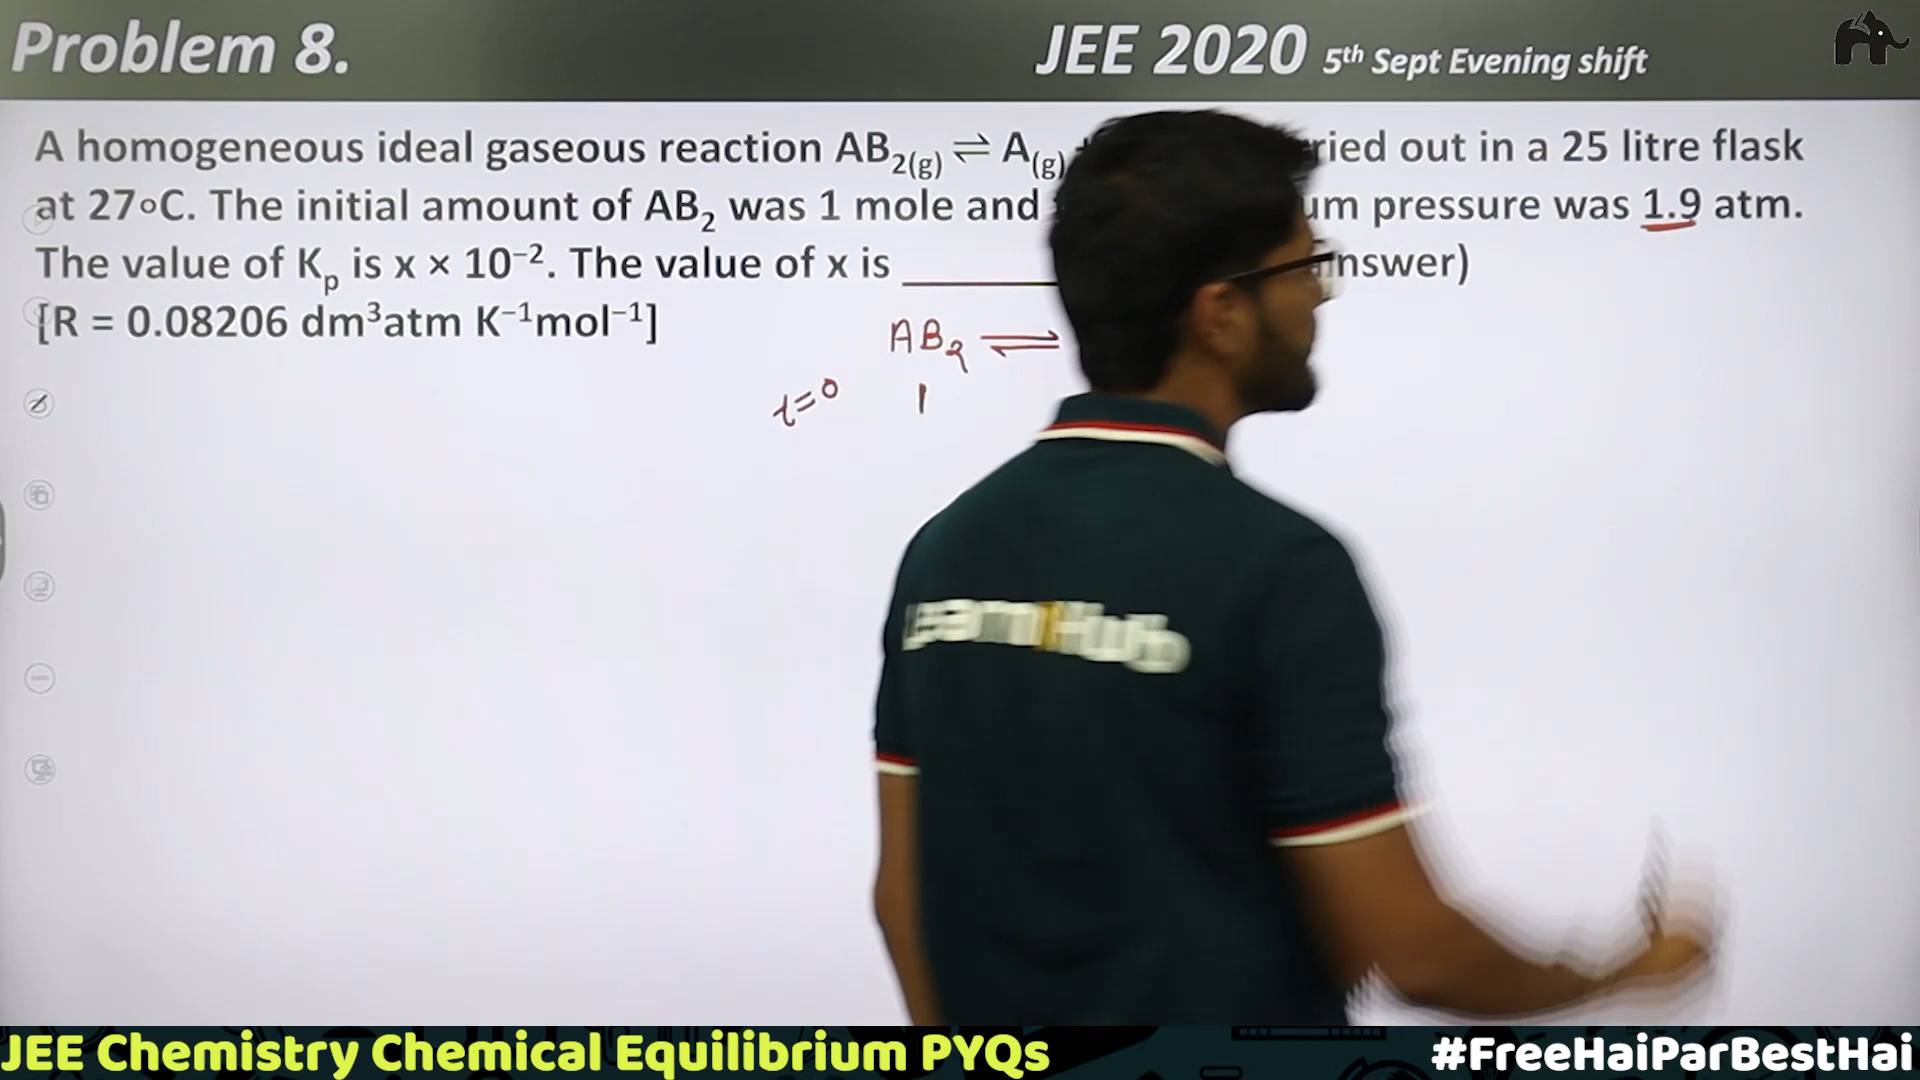 Problem 8.
JEE 2020 5th Sept Evening shift
A homogeneous ideal gaseous reaction AB₂(g) ⇌ A(g) ried out in a 25 litre flask
at 27∘C. The initial amount of AB₂ was 1 mole and um pressure was 1.9 atm.
The value of Kp is x × 10⁻². The value of x is ________ nswer)
[R = 0.08206 dm³atm K⁻¹mol⁻¹]
AB₂ ⇌
t=0 1
LearnoHub
JEE Chemistry Chemical Equilibrium PYQs
#FreeHaiParBestHai